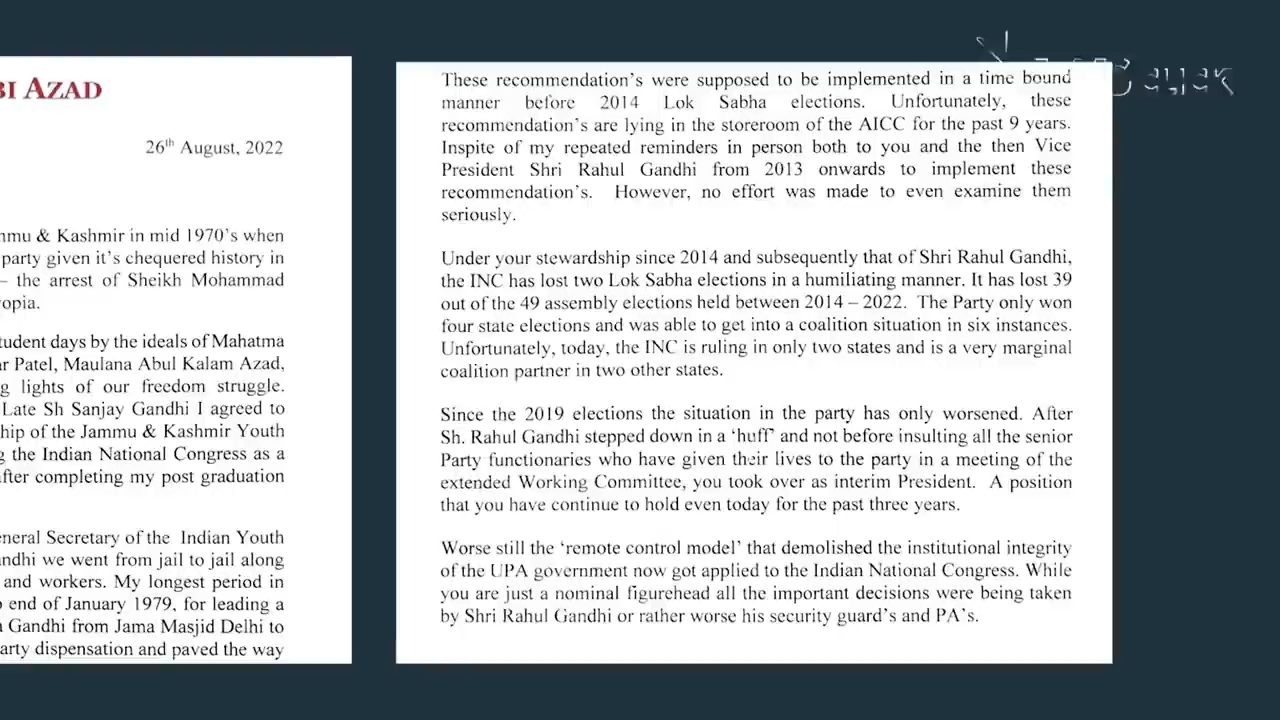 BI AZAD
26th August, 2022
mmu & Kashmir in mid 1970's when
party given it's chequered history in
– the arrest of Sheikh Mohammad
opia.
tudent days by the ideals of Mahatma
ar Patel, Maulana Abul Kalam Azad,
g lights of our freedom struggle.
Late Sh Sanjay Gandhi I agreed to
hip of the Jammu & Kashmir Youth
g the Indian National Congress as a
fter completing my post graduation
eneral Secretary of the Indian Youth
andhi we went from jail to jail along
and workers. My longest period in
o end of January 1979, for leading a
a Gandhi from Jama Masjid Delhi to
arty dispensation and paved the way
These recommendation's were supposed to be implemented in a time bound
manner before 2014 Lok Sabha elections. Unfortunately, these
recommendation's are lying in the storeroom of the AICC for the past 9 years.
Inspite of my repeated reminders in person both to you and the then Vice
President Shri Rahul Gandhi from 2013 onwards to implement these
recommendation's. However, no effort was made to even examine them
seriously.
Under your stewardship since 2014 and subsequently that of Shri Rahul Gandhi,
the INC has lost two Lok Sabha elections in a humiliating manner. It has lost 39
out of the 49 assembly elections held between 2014 – 2022. The Party only won
four state elections and was able to get into a coalition situation in six instances.
Unfortunately, today, the INC is ruling in only two states and is a very marginal
coalition partner in two other states.
Since the 2019 elections the situation in the party has only worsened. After
Sh. Rahul Gandhi stepped down in a 'huff' and not before insulting all the senior
Party functionaries who have given their lives to the party in a meeting of the
extended Working Committee, you took over as interim President. A position
that you have continue to hold even today for the past three years.
Worse still the 'remote control model' that demolished the institutional integrity
of the UPA government now got applied to the Indian National Congress. While
you are just a nominal figurehead all the important decisions were being taken
by Shri Rahul Gandhi or rather worse his security guard's and PA's.